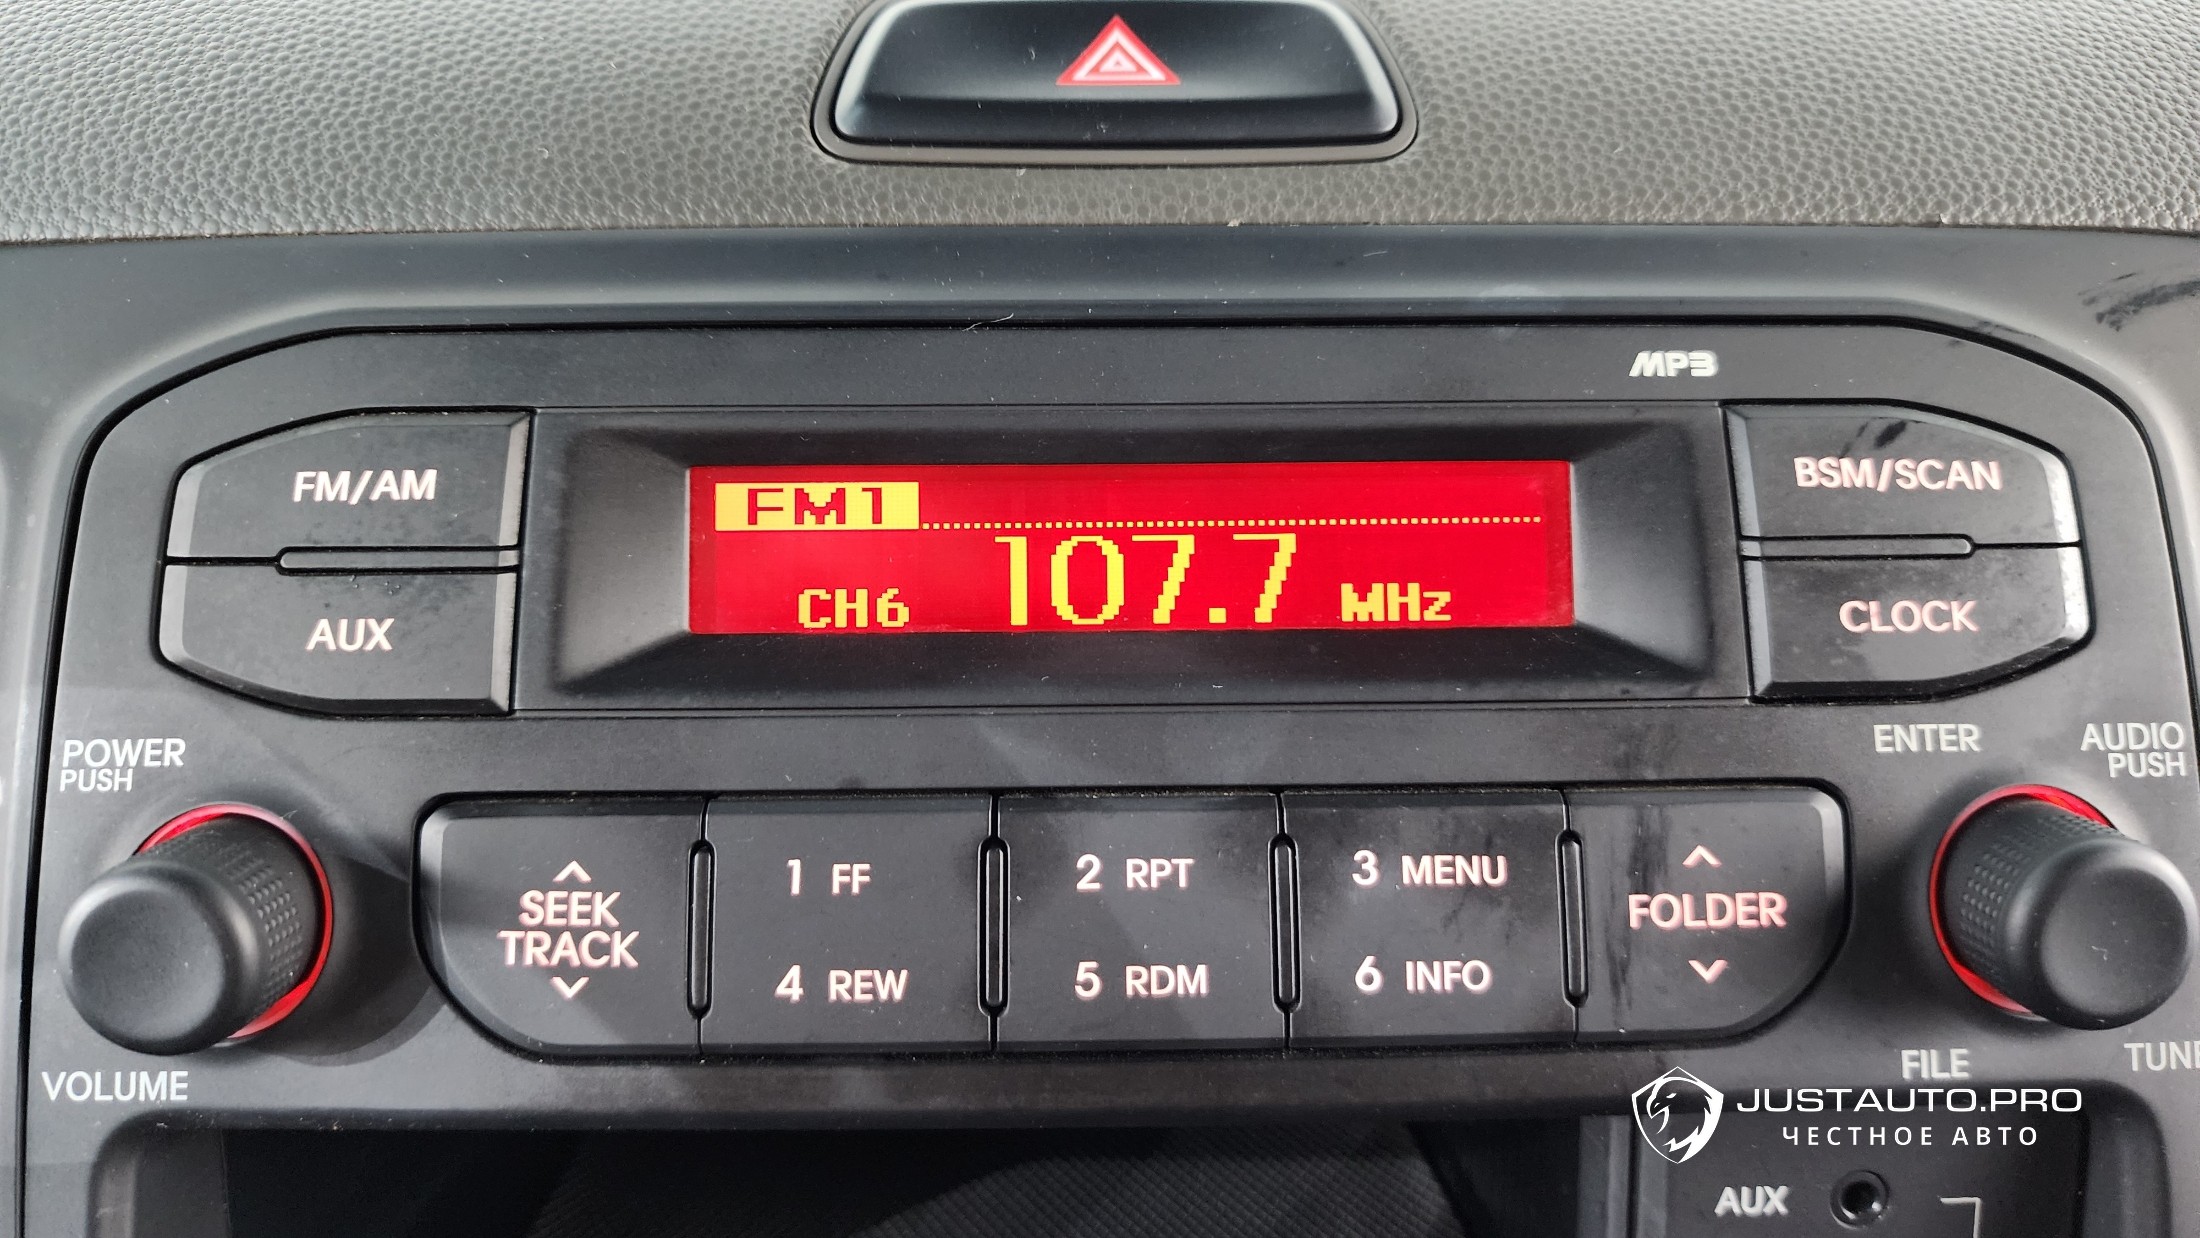 MP3
FM/AM
BSM/SCAN
FM1
CH6 107.7 MHz
AUX
CLOCK
POWER
PUSH
ENTER
AUDIO
PUSH
SEEK
TRACK
1 FF
2 RPT
3 MENU
FOLDER
4 REW
5 RDM
6 INFO
VOLUME
FILE
TUNE
JUSTAUTO.PRO
ЧЕСТНОЕ АВТО
AUX